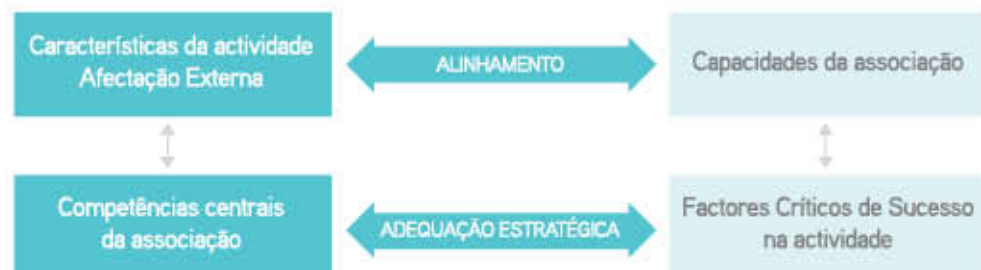 Características da actividade
Afectação Externa
ALINHAMENTO
Capacidades da associação
Competências centrais
da associação
ADEQUAÇÃO ESTRATÉGICA
Factores Críticos de Sucesso
na actividade